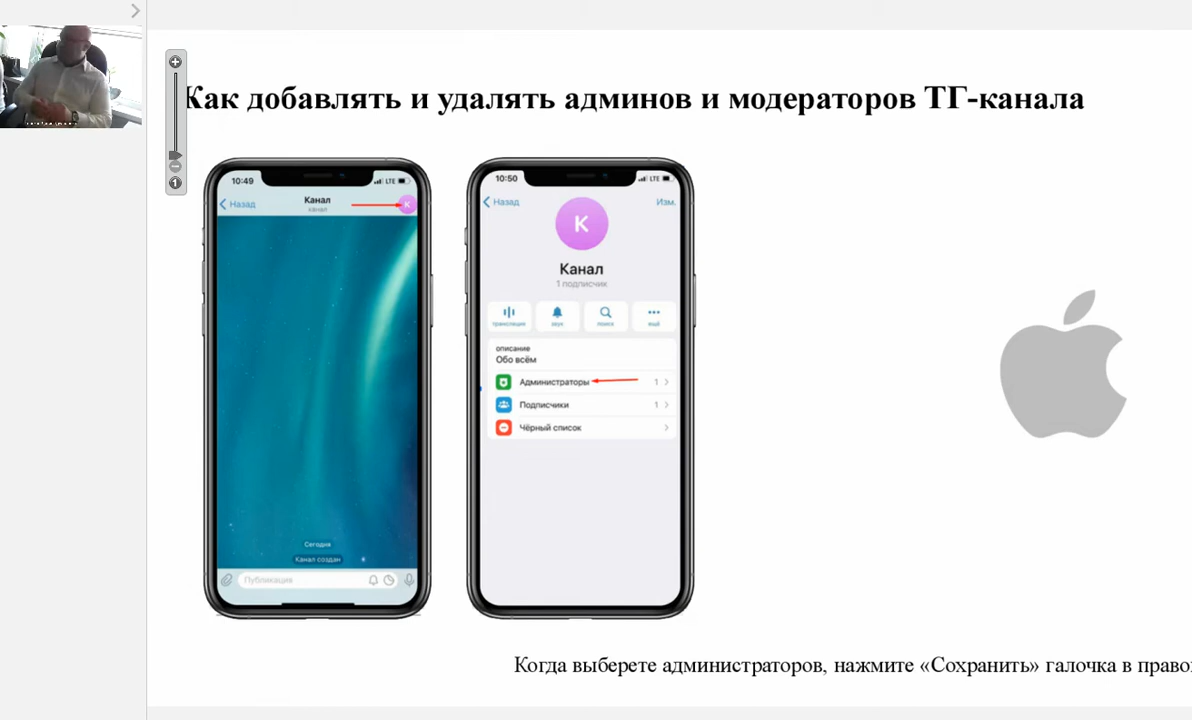 Как добавлять и удалять админов и модераторов ТГ-канала
10:49
LTE
Назад
Канал
канал
К
Сегодня
Канал создан
Публикация
10:50
LTE
Назад
Изм.
К
Канал
1 подписчик
трансляция
звук
поиск
ещё
описание
Обо всём
Администраторы 1
Подписчики 1
Чёрный список
Когда выберете администраторов, нажмите «Сохранить» галочка в
1